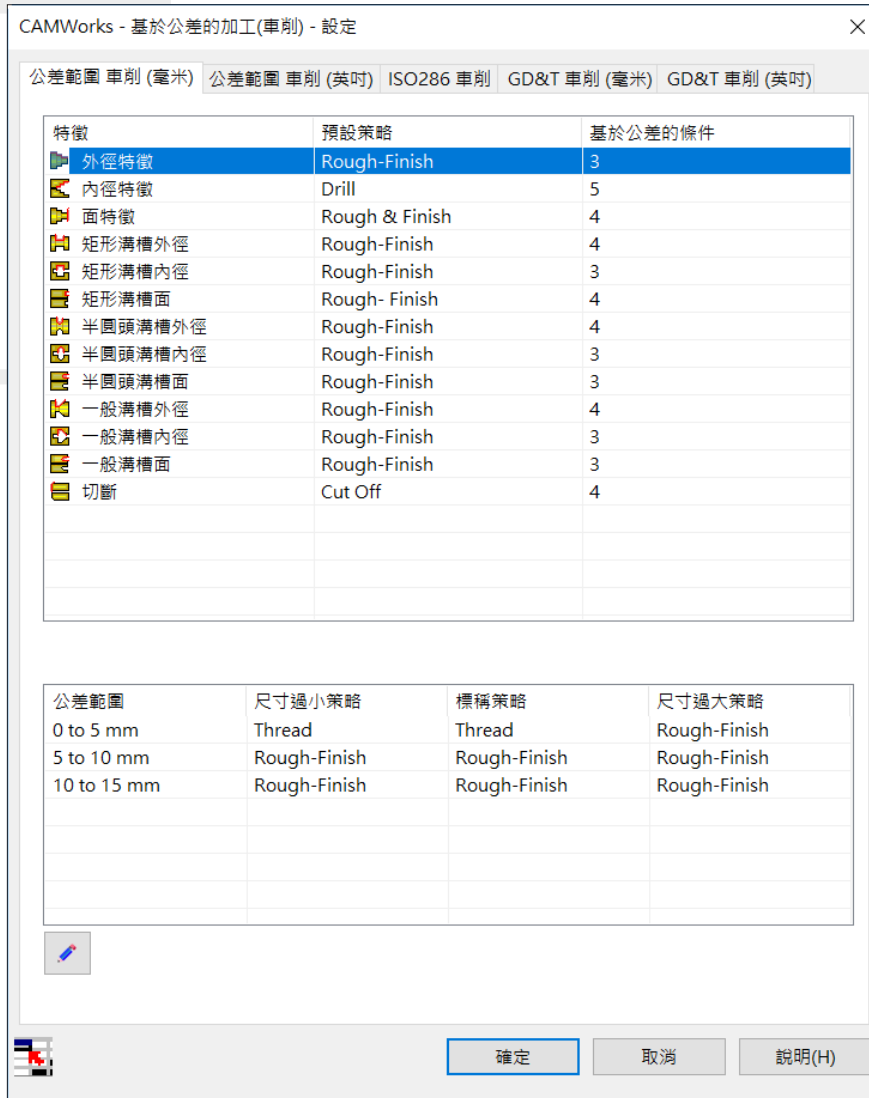 CAMWorks - 基於公差的加工(車削) - 設定
公差範圍 車削 (毫米) 公差範圍 車削 (英吋) ISO286 車削 GD&T 車削 (毫米) GD&T 車削 (英吋)
特徵 預設策略 基於公差的條件
外徑特徵 Rough-Finish 3
內徑特徵 Drill 5
面特徵 Rough & Finish 4
矩形溝槽外徑 Rough-Finish 4
矩形溝槽內徑 Rough-Finish 3
矩形溝槽面 Rough- Finish 4
半圓頭溝槽外徑 Rough-Finish 4
半圓頭溝槽內徑 Rough-Finish 3
半圓頭溝槽面 Rough-Finish 3
一般溝槽外徑 Rough-Finish 4
一般溝槽內徑 Rough-Finish 3
一般溝槽面 Rough-Finish 3
切斷 Cut Off 4
公差範圍 尺寸過小策略 標稱策略 尺寸過大策略
0 to 5 mm Thread Thread Rough-Finish
5 to 10 mm Rough-Finish Rough-Finish Rough-Finish
10 to 15 mm Rough-Finish Rough-Finish Rough-Finish
確定 取消 說明(H)